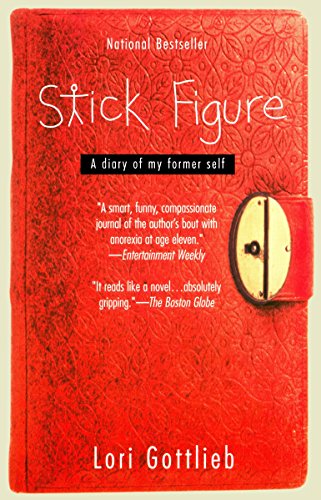 National Bestseller
Stick Figure
A diary of my former self
"A smart, funny, compassionate
journal of the author's bout with
anorexia at age eleven."
—Entertainment Weekly
"It reads like a novel...absolutely
gripping."—The Boston Globe
Lori Gottlieb